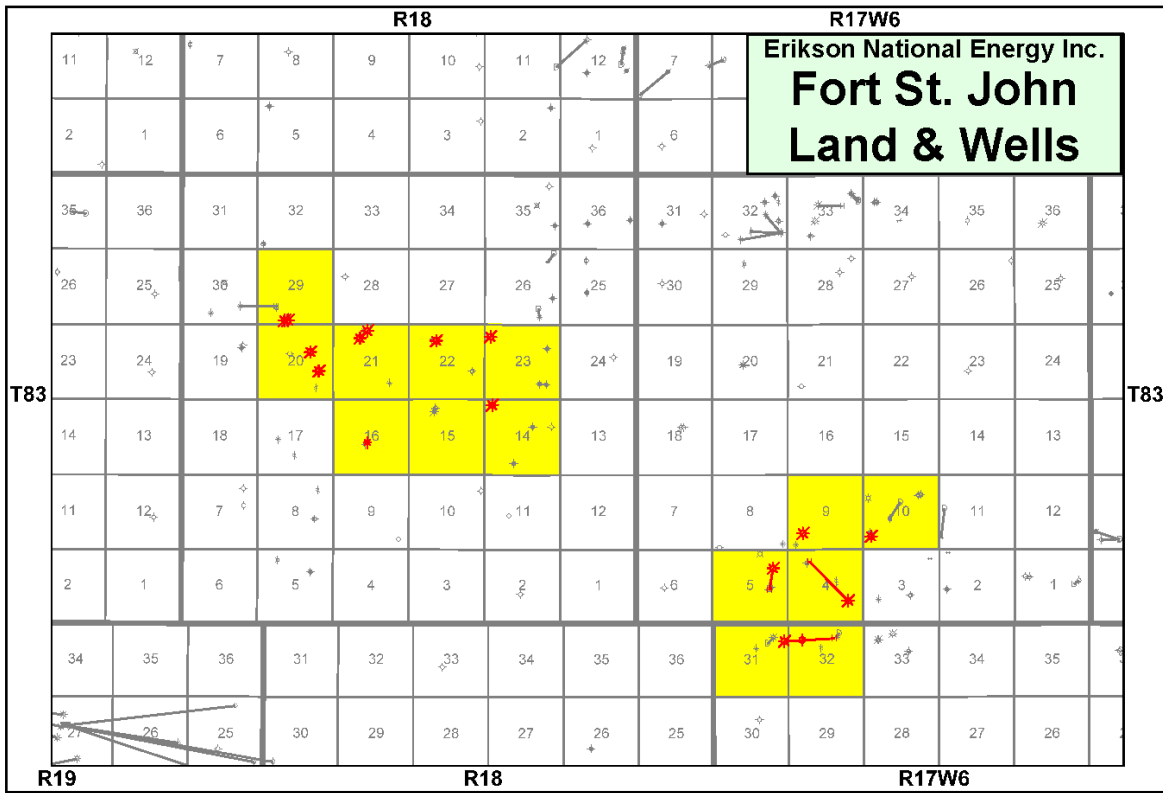 R18 R17W6
Erikson National Energy Inc.
Fort St. John
Land & Wells
11 12 7 8 9 10 11 12 7
2 1 6 5 4 3 2 1 6
35 36 31 32 33 34 35 36 31 32 33 34 35 36
26 25 30 29 28 27 26 25 30 29 28 27 26 25
23 24 19 20 21 22 23 24 19 20 21 22 23 24
T83 T83
14 13 18 17 16 15 14 13 18 17 16 15 14 13
11 12 7 8 9 10 11 12 7 8 9 10 11 12
2 1 6 5 4 3 2 1 6 5 4 3 2 1
34 35 36 31 32 33 34 35 36 31 32 33 34 35
27 26 25 30 29 28 27 26 25 30 29 28 27 26
R19 R18 R17W6